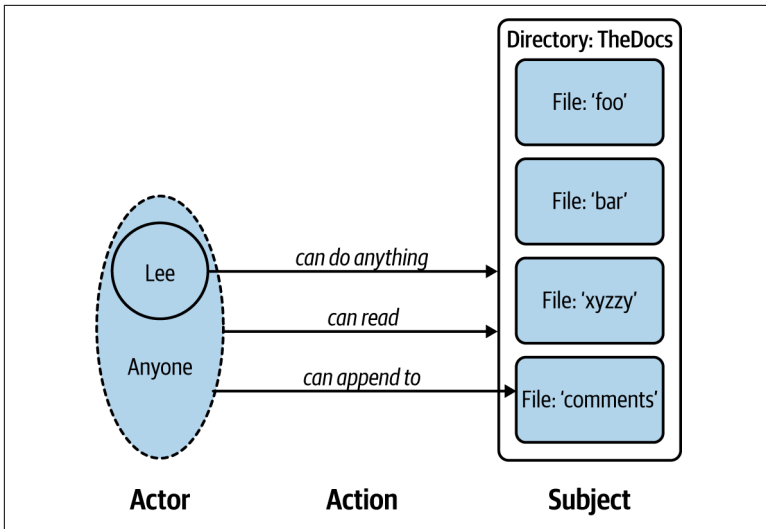 Directory: TheDocs
File: ‘foo’
File: ‘bar’
can do anything
Lee
File: ‘xyzzy’
can read
Anyone
can append to
File: ‘comments’
Actor
Action
Subject